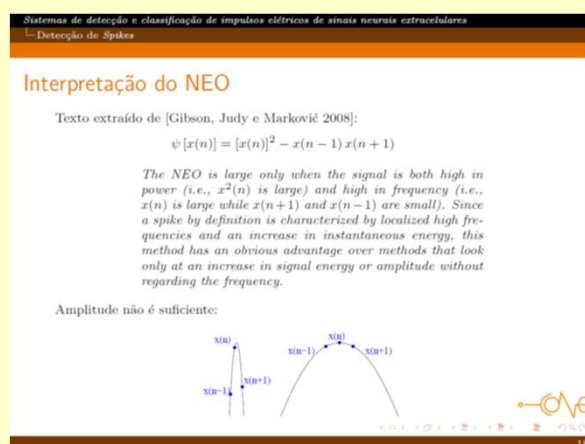 Sistemas de detecção e classificação de impulsos elétricos de sinais neurais extracelulares
Detecção de Spikes
Interpretação do NEO
Texto extraído de [Gibson, Judy e Marković 2008]:
ψ [x(n)] = [x(n)]² − x(n − 1) x(n + 1)
The NEO is large only when the signal is both high in
power (i.e., x²(n) is large) and high in frequency (i.e.,
x(n) is large while x(n+1) and x(n−1) are small). Since
a spike by definition is characterized by localized high fre-
quencies and an increase in instantaneous energy, this
method has an obvious advantage over methods that look
only at an increase in signal energy or amplitude without
regarding the frequency.
Amplitude não é suficiente:
x(n)
x(n−1)
x(n+1)
x(n)
x(n−1)
x(n+1)